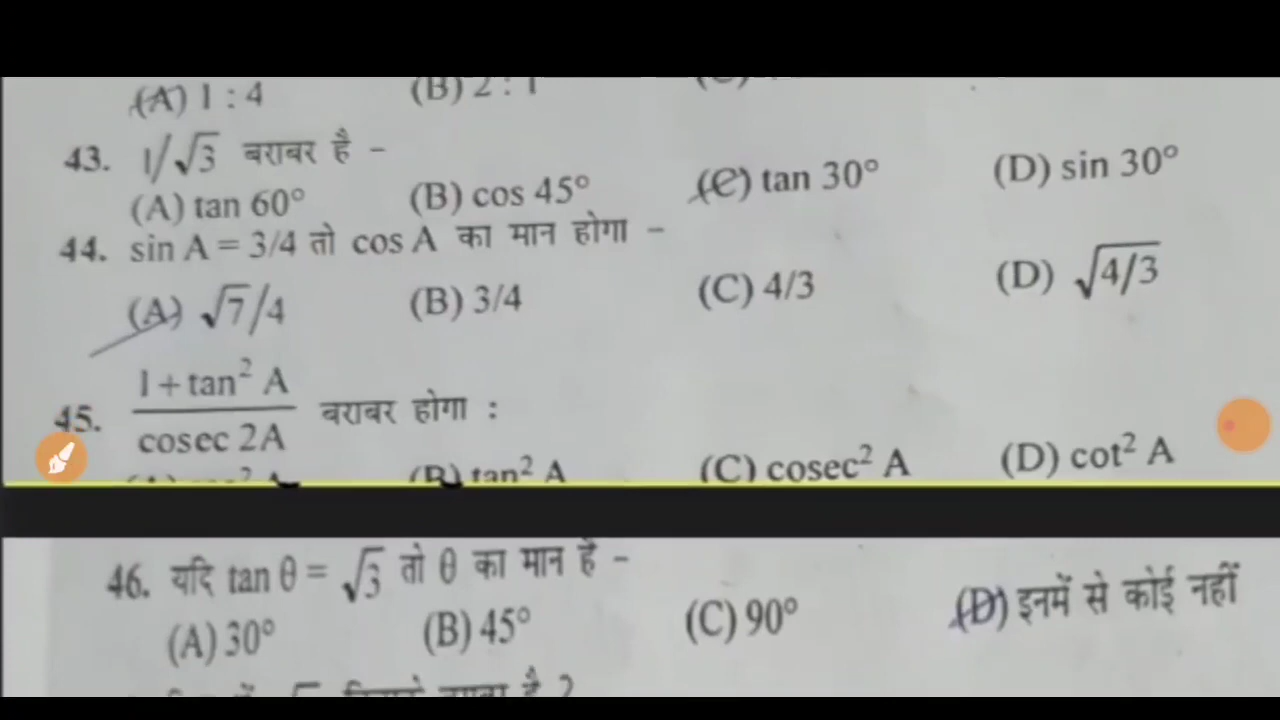 (A) 1 : 4 (B) 2 : 1
43. 1/√3 बराबर है –
(A) tan 60° (B) cos 45° (C) tan 30° (D) sin 30°
44. sin A = 3/4 तो cos A का मान होगा –
(A) √7/4 (B) 3/4 (C) 4/3 (D) √4/3
45. 1 + tan² A
cosec 2A बराबर होगा :
(B) tan² A (C) cosec² A (D) cot² A
46. यदि tan θ = √3 तो θ का मान है –
(A) 30° (B) 45° (C) 90° (D) इनमें से कोई नहीं